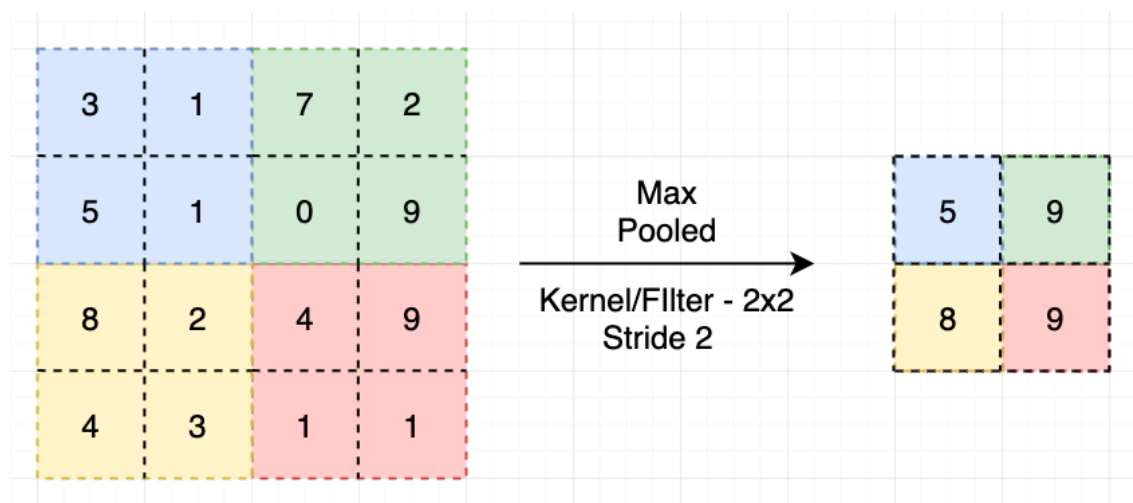 3 1 7 2
5 1 0 9
8 2 4 9
4 3 1 1
Max
Pooled
Kernel/FIlter - 2x2
Stride 2
5 9
8 9